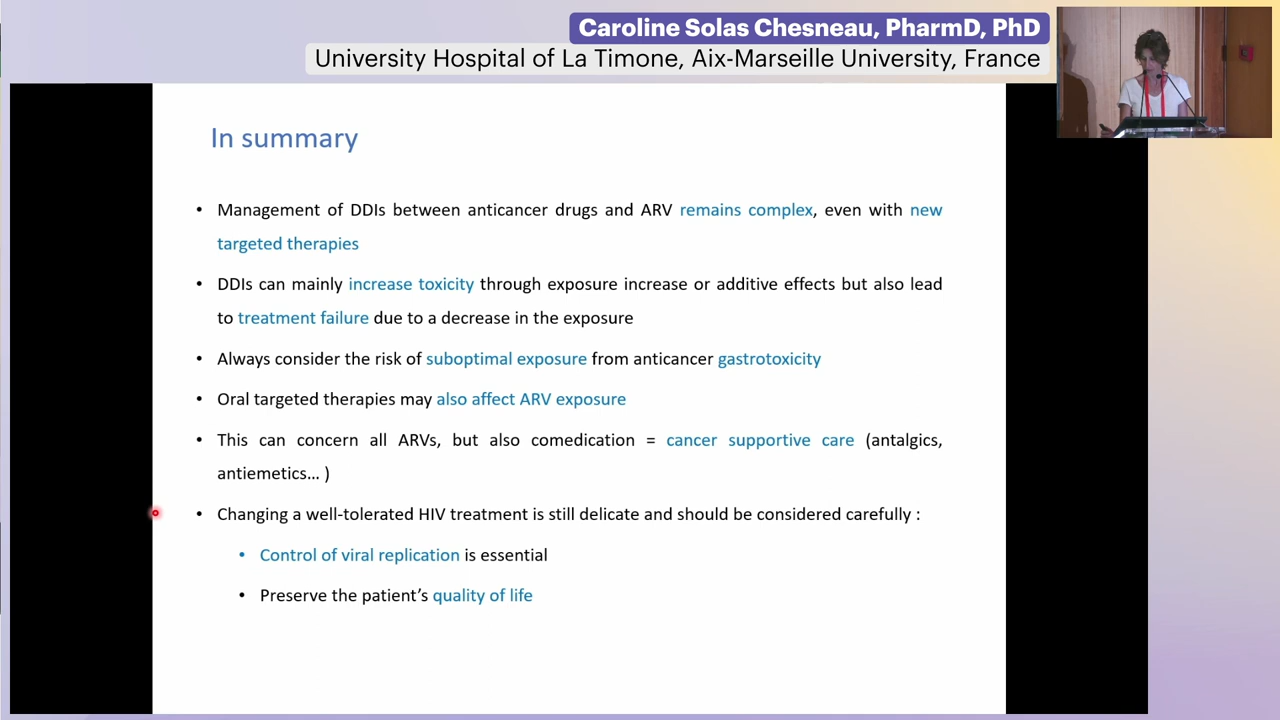 Caroline Solas Chesneau, PharmD, PhD
University Hospital of La Timone, Aix-Marseille University, France
In summary
• Management of DDIs between anticancer drugs and ARV remains complex, even with new
targeted therapies
• DDIs can mainly increase toxicity through exposure increase or additive effects but also lead
to treatment failure due to a decrease in the exposure
• Always consider the risk of suboptimal exposure from anticancer gastrotoxicity
• Oral targeted therapies may also affect ARV exposure
• This can concern all ARVs, but also comedication = cancer supportive care (antalgics,
antiemetics... )
• Changing a well-tolerated HIV treatment is still delicate and should be considered carefully :
• Control of viral replication is essential
• Preserve the patient's quality of life